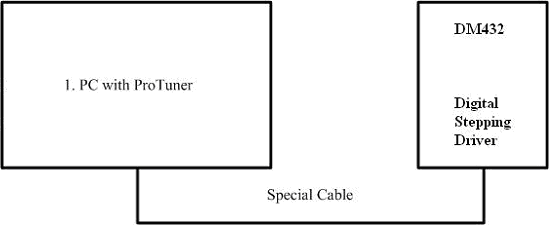 1. PC with ProTuner
DM432
Digital
Stepping
Driver
Special Cable